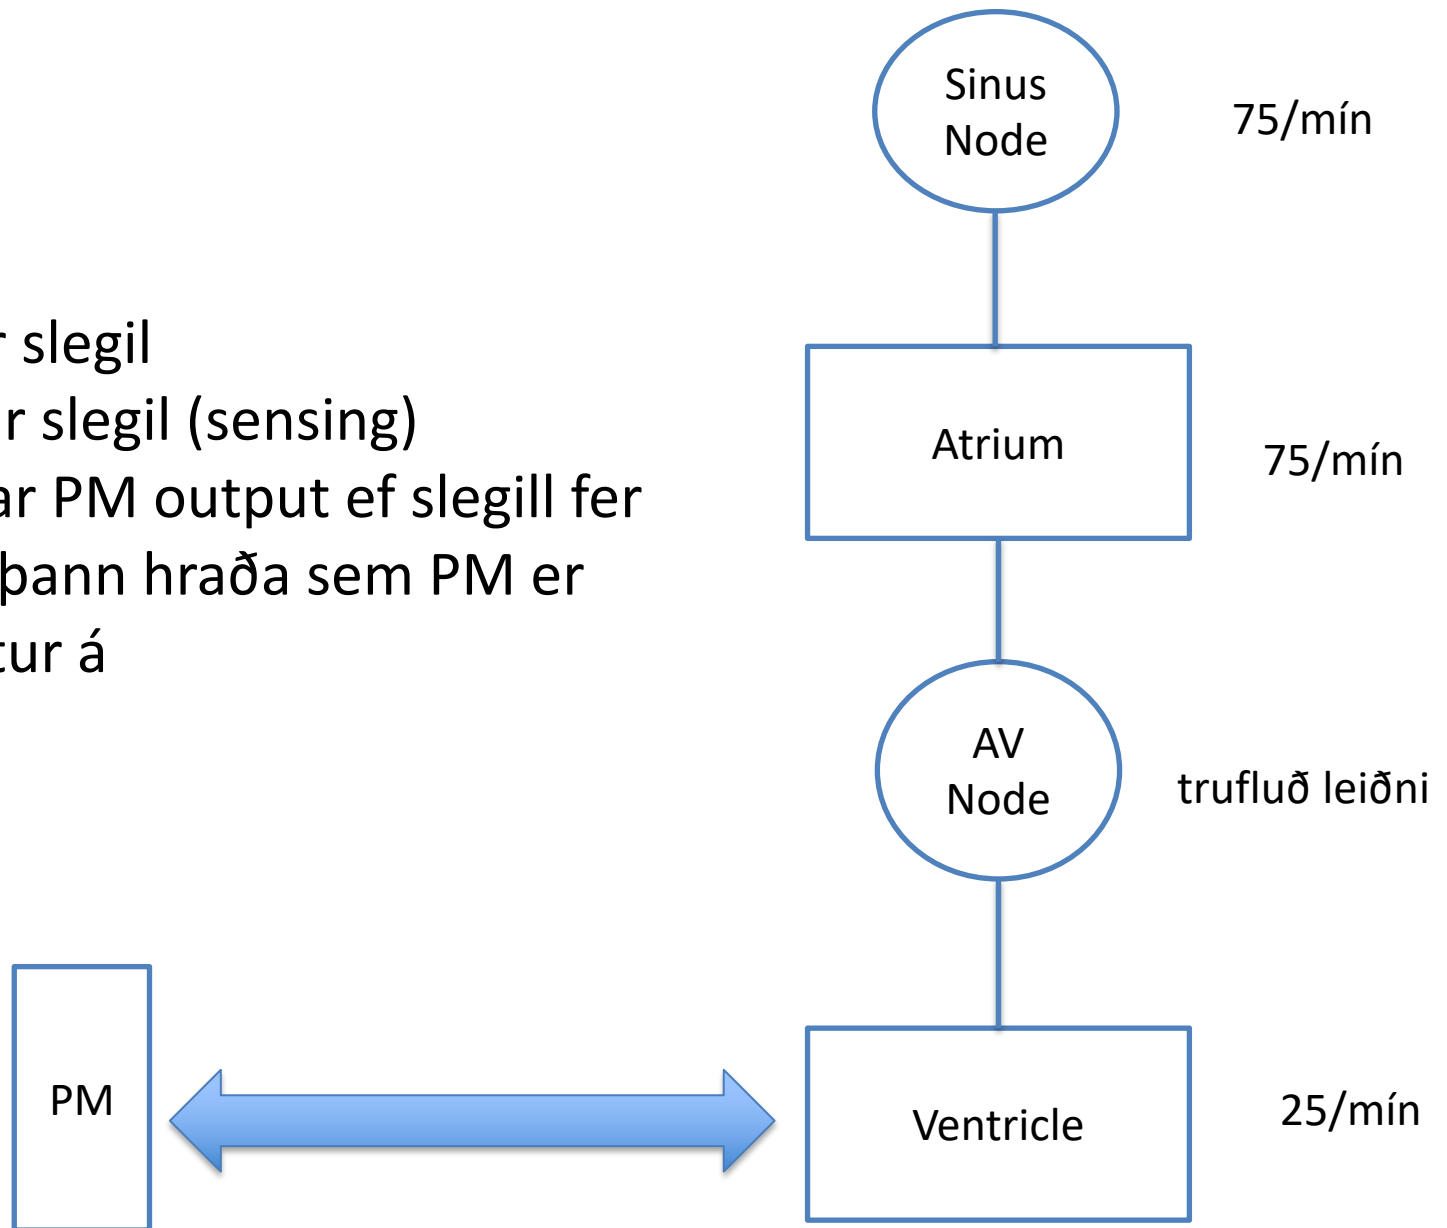 Sinus
Node
75/mín
r slegil
r slegil (sensing)
ar PM output ef slegill fer
þann hraða sem PM er
tur á
Atrium
75/mín
AV
Node
trufluð leiðni
PM
Ventricle
25/mín